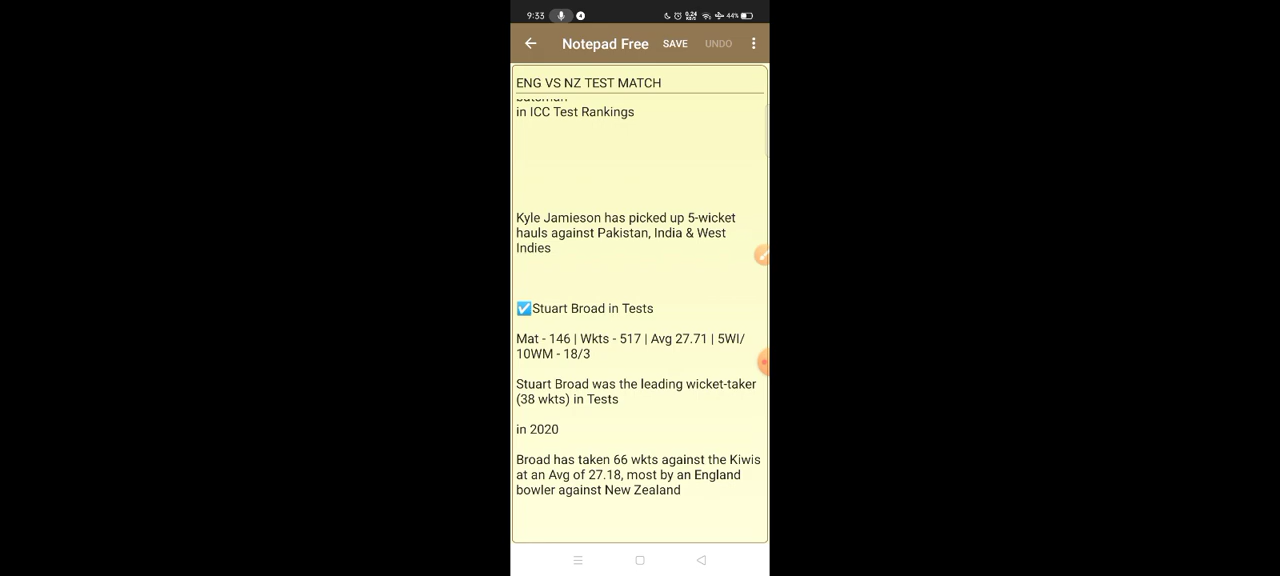 9:33
0.24
KB/S
44%
Notepad Free SAVE UNDO
ENG VS NZ TEST MATCH
in ICC Test Rankings
Kyle Jamieson has picked up 5-wicket
hauls against Pakistan, India & West
Indies
☑Stuart Broad in Tests
Mat - 146 | Wkts - 517 | Avg 27.71 | 5WI/
10WM - 18/3
Stuart Broad was the leading wicket-taker
(38 wkts) in Tests
in 2020
Broad has taken 66 wkts against the Kiwis
at an Avg of 27.18, most by an England
bowler against New Zealand